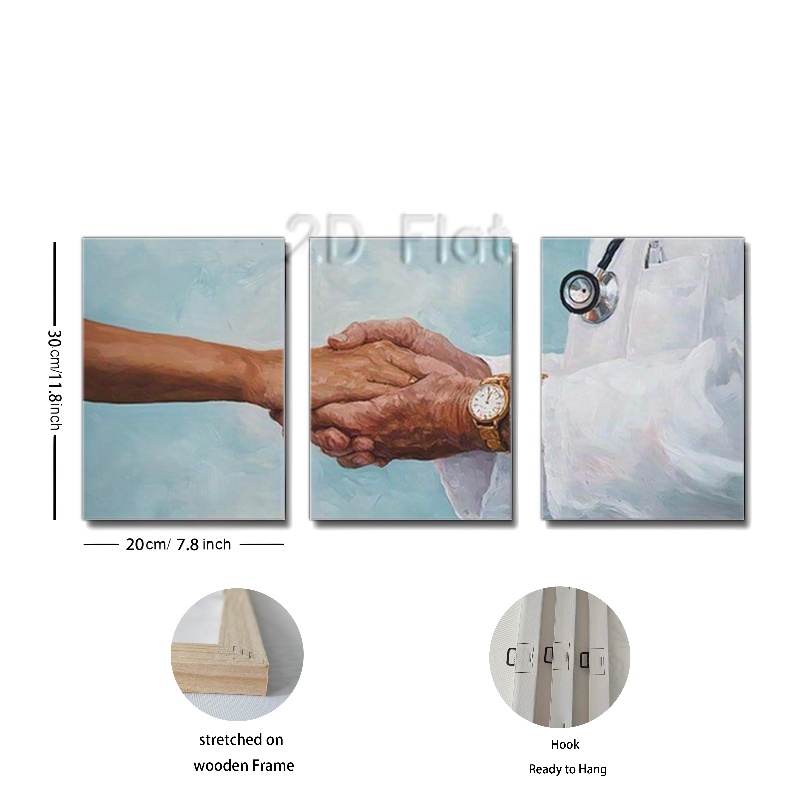 2D Flat
30cm/11.8inch
20cm/ 7.8 inch
stretched on
wooden Frame
Hook
Ready to Hang